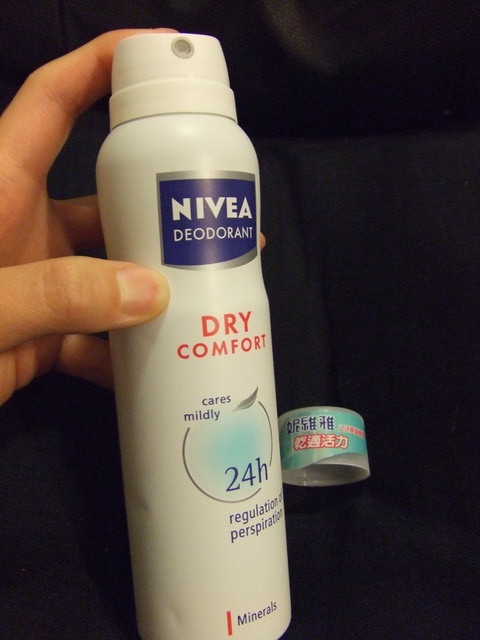 NIVEA
DEODORANT
DRY
COMFORT
cares
mildly
24h
regulation of
perspiration
Minerals
妮維雅
乾適活力